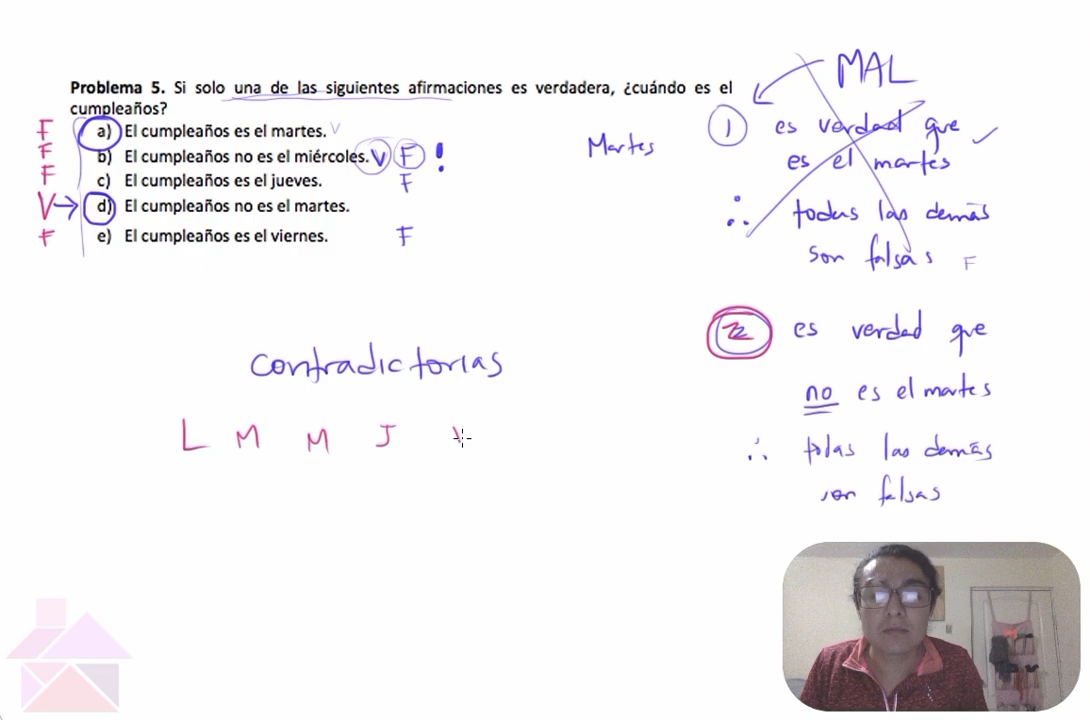 Problema 5. Si solo una de las siguientes afirmaciones es verdadera, ¿cuándo es el
cumpleaños?
F a) El cumpleaños es el martes. V
F b) El cumpleaños no es el miércoles. V F !
F c) El cumpleaños es el jueves. F
V → d) El cumpleaños no es el martes.
F e) El cumpleaños es el viernes. F
Martes
MAL
1 es verdad que
es el martes
∴ todas las demás
son falsas F
2 es verdad que
no es el martes
∴ todas las demás
son falsas
contradictorias
L M M J